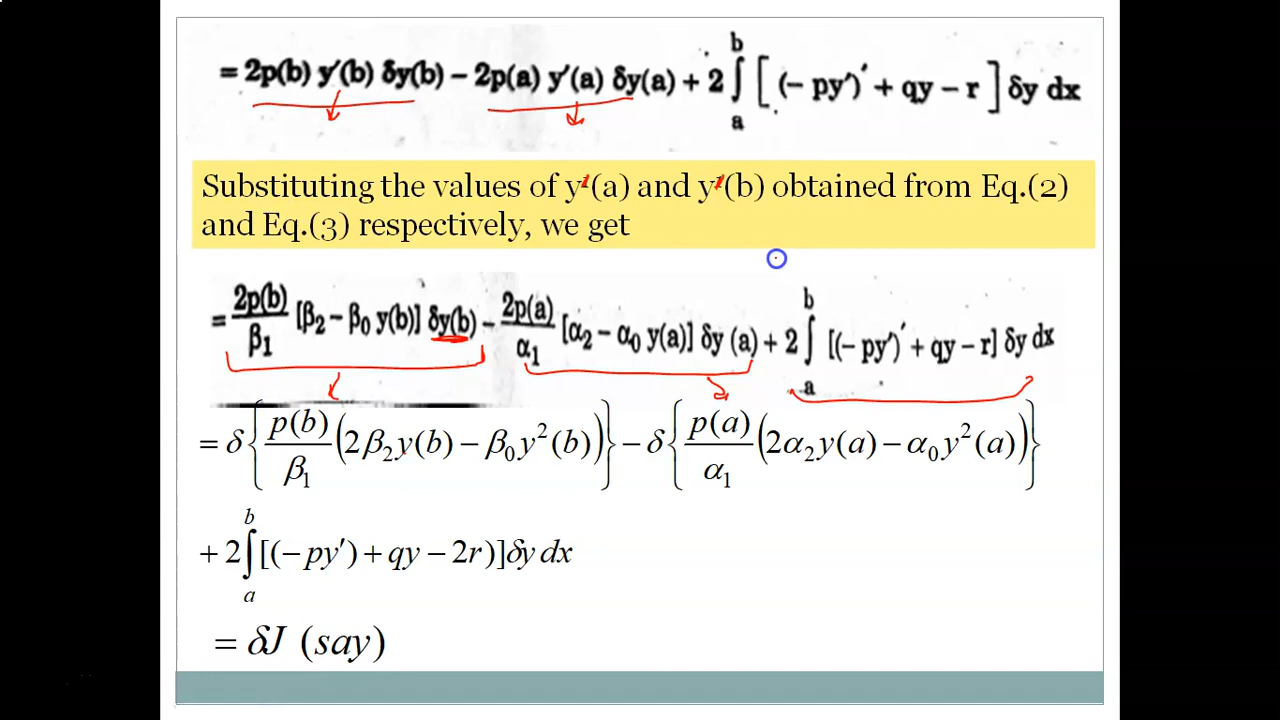 = 2p(b) y′(b) δy(b) − 2p(a) y′(a) δy(a) + 2 ∫_a^b [(− py′)′ + qy − r] δy dx
Substituting the values of y¹(a) and y¹(b) obtained from Eq.(2)
and Eq.(3) respectively, we get
= 2p(b)/β₁ [β₂ − β₀ y(b)] δy(b) − 2p(a)/α₁ [α₂ − α₀ y(a)] δy (a) + 2 ∫_a^b [(− py′)′ + qy − r] δy dx
= δ{p(b)/β₁ (2β₂y(b) − β₀y²(b))} − δ{p(a)/α₁ (2α₂y(a) − α₀y²(a))}
+ 2 ∫_a^b [(− py′) + qy − 2r)]δy dx
= δJ (say)